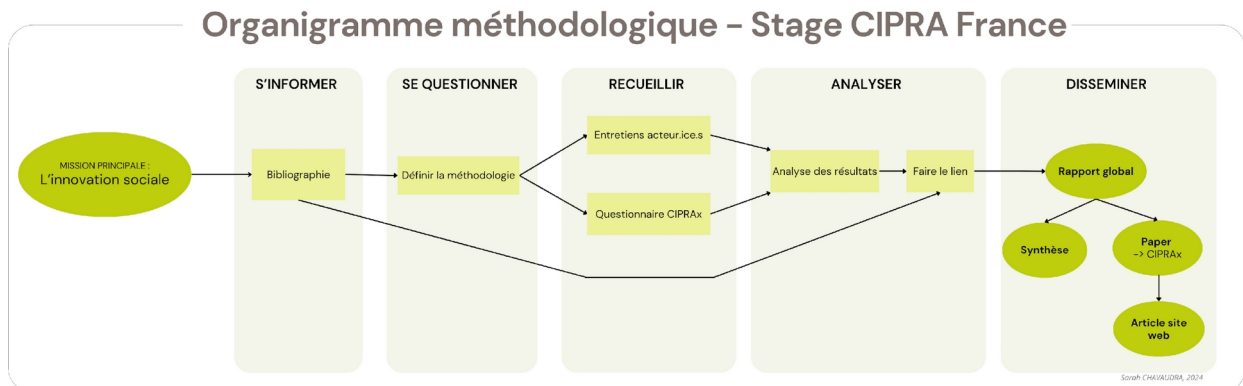 Organigramme méthodologique – Stage CIPRA France
S'INFORMER
SE QUESTIONNER
RECUEILLIR
ANALYSER
DISSEMINER
MISSION PRINCIPALE :
L'innovation sociale
Bibliographie
Définir la méthodologie
Entretiens acteur.ice.s
Questionnaire CIPRAx
Analyse des résultats
Faire le lien
Rapport global
Synthèse
Paper
-> CIPRAx
Article site
web
Sarah CHAVAUDRA, 2024